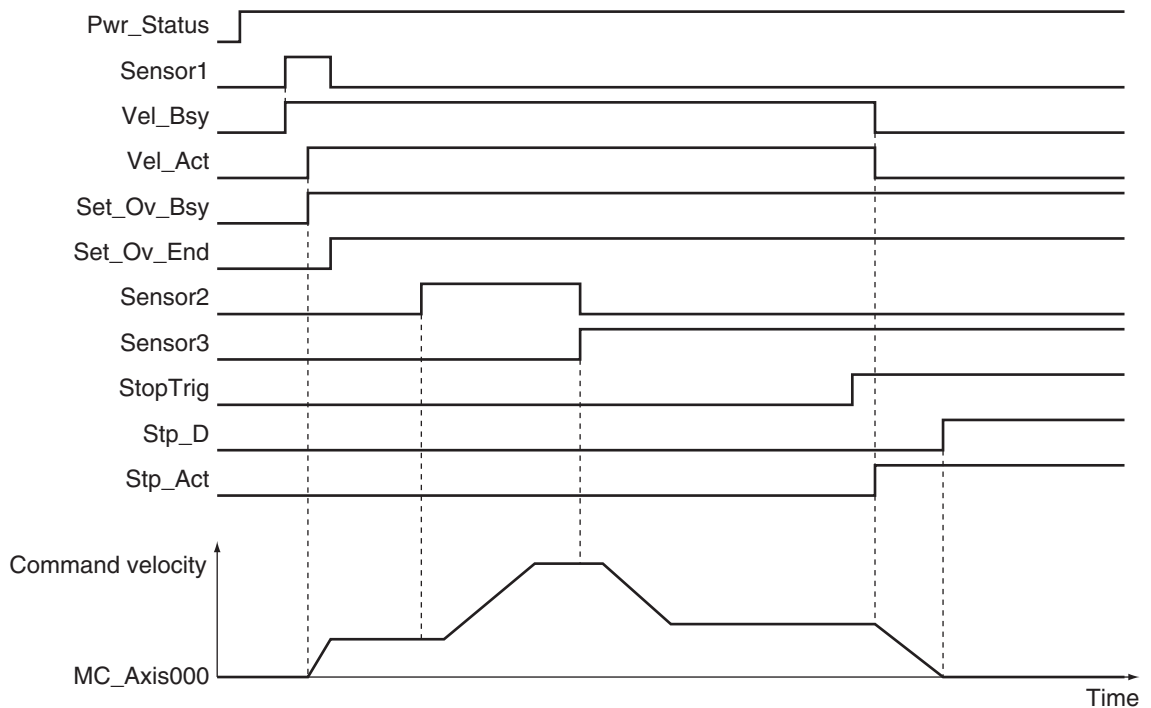 Pwr_Status
Sensor1
Vel_Bsy
Vel_Act
Set_Ov_Bsy
Set_Ov_End
Sensor2
Sensor3
StopTrig
Stp_D
Stp_Act
Command velocity
MC_Axis000
Time